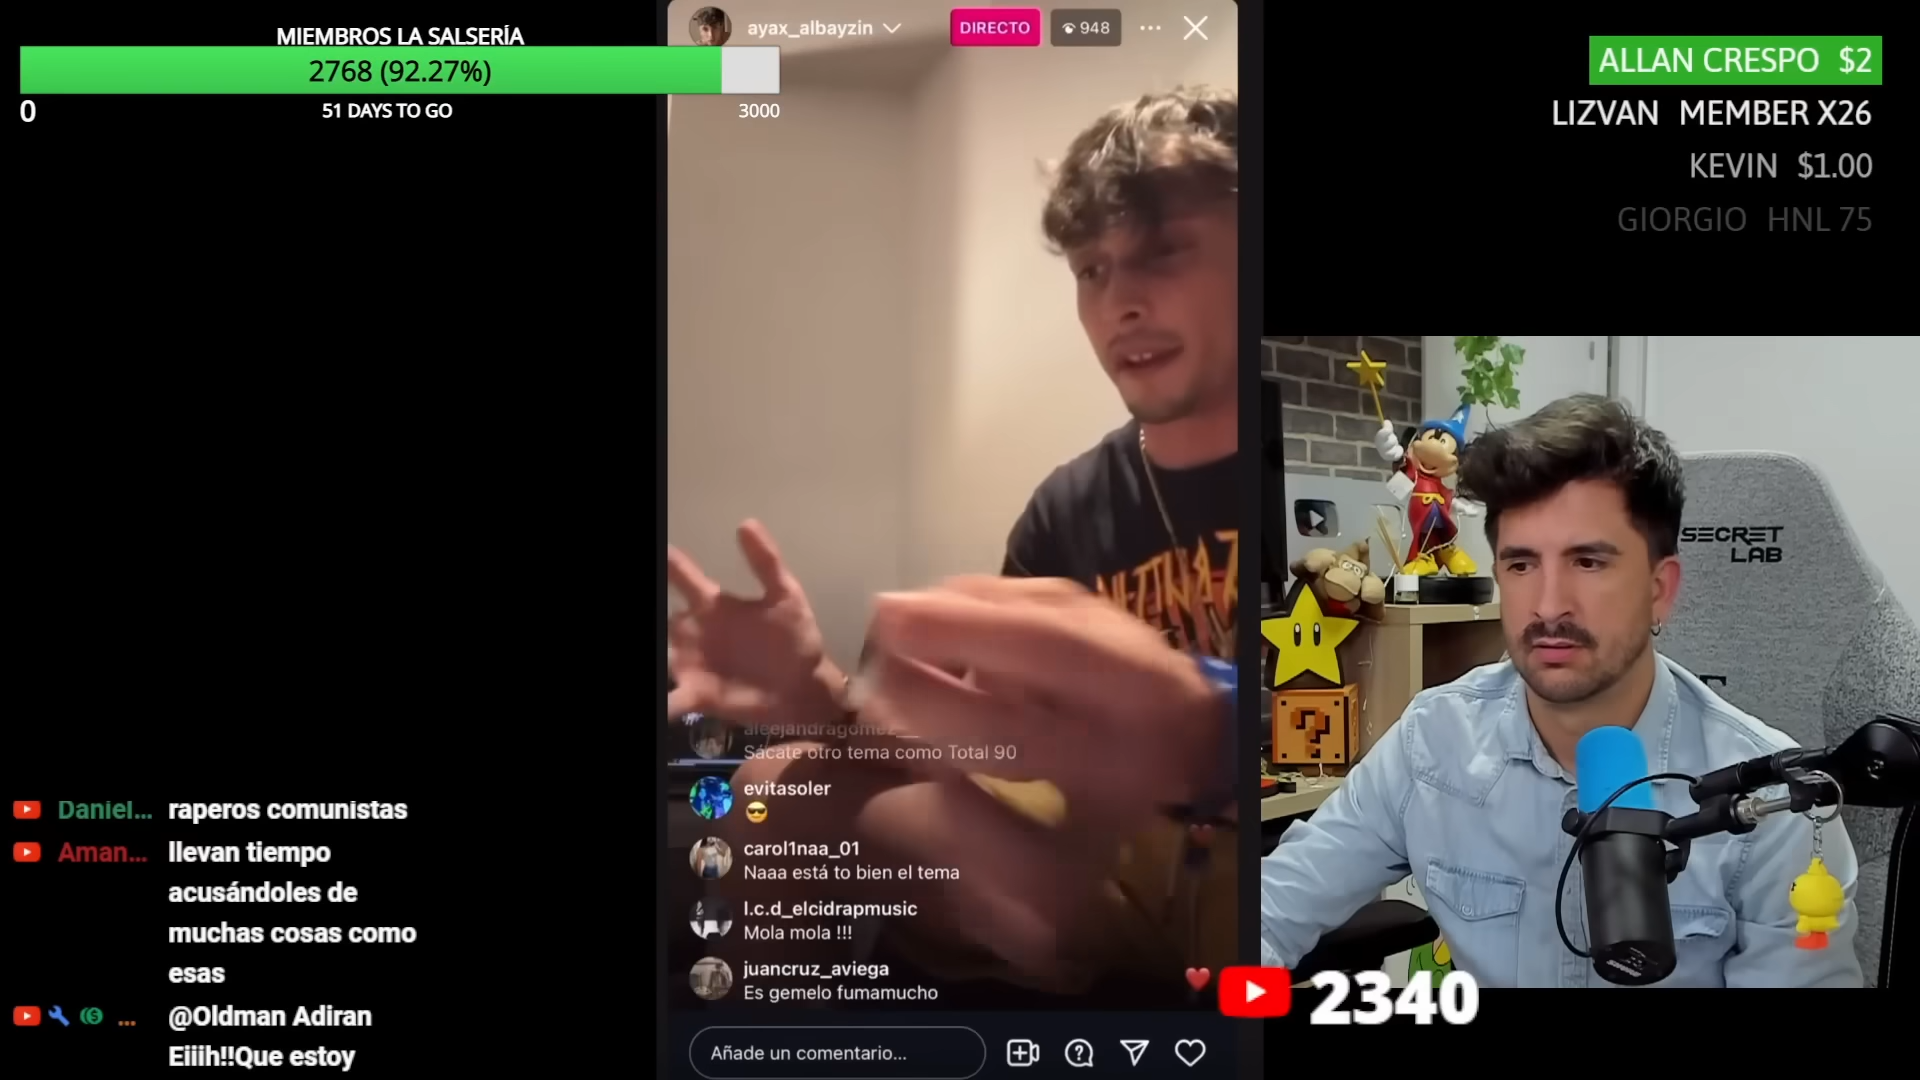 MIEMBROS LA SALSERÍA
2768 (92.27%)
0
51 DAYS TO GO
3000
ayax_albayzin
DIRECTO
948
ALLAN CRESPO $2
LIZVAN MEMBER X26
KEVIN $1.00
GIORGIO HNL 75
SECRET
LAB
?
aleejandragomez__
Sácate otro tema como Total 90
evitasoler
😎
carol1naa_01
Naaa está to bien el tema
l.c.d_elcidrapmusic
Mola mola !!!
juancruz_aviega
Es gemelo fumamucho
Añade un comentario...
2340
Daniel... raperos comunistas
Aman... llevan tiempo
acusándoles de
muchas cosas como
esas
... @Oldman Adiran
Eiiih!!Que estoy